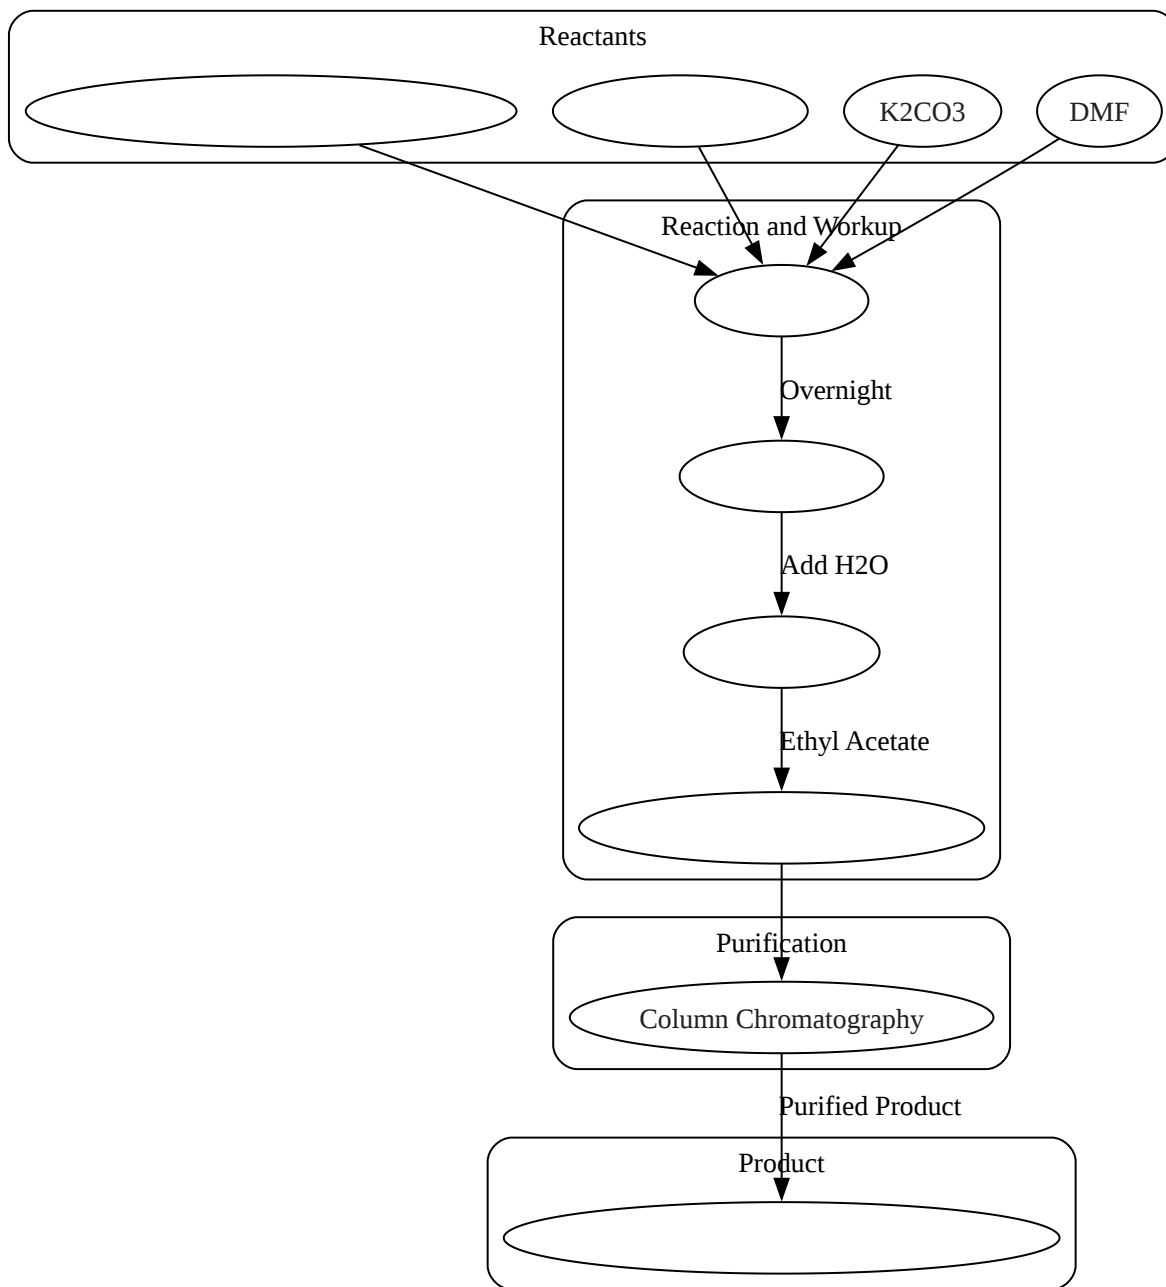 Reactants
K2CO3
DMF
Reaction and Workup
Overnight
Add H2O
Ethyl Acetate
Purification
Column Chromatography
Purified Product
Product